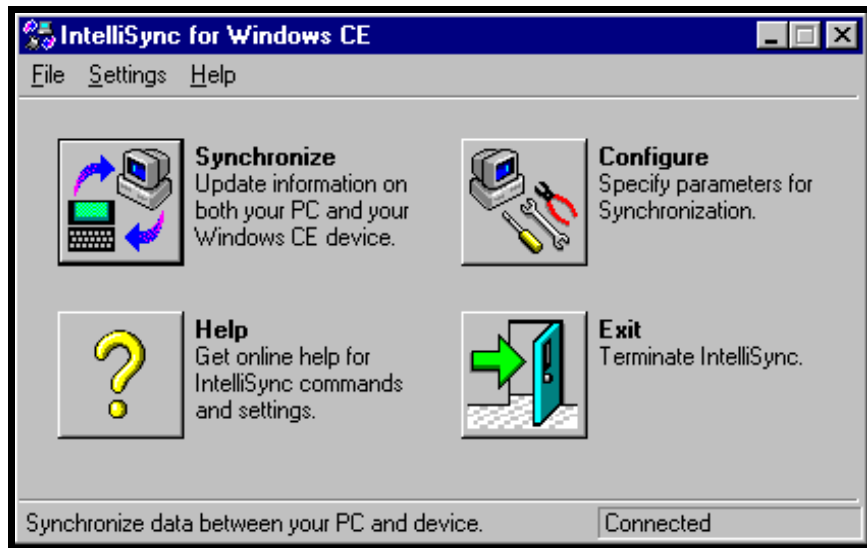 IntelliSync for Windows CE
File Settings Help
Synchronize
Update information on
both your PC and your
Windows CE device.
Configure
Specify parameters for
Synchronization.
Help
Get online help for
IntelliSync commands
and settings.
Exit
Terminate IntelliSync.
Synchronize data between your PC and device.
Connected